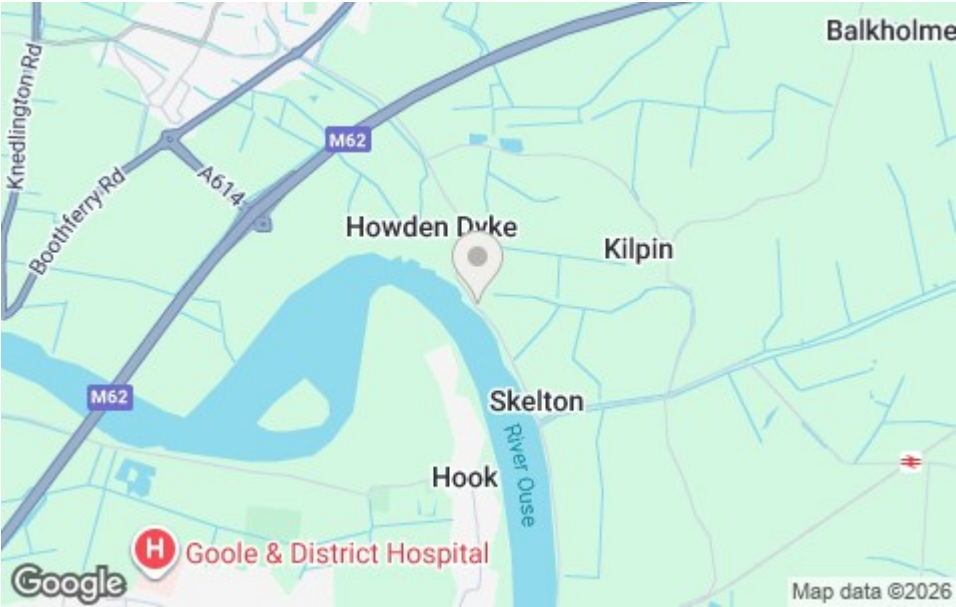 Balkholme
Knedlington Rd
M62
Boothferry Rd
A614
Howden Dyke
Kilpin
M62
Skelton
River Ouse
Hook
H
Goole & District Hospital
Google
Map data ©2026